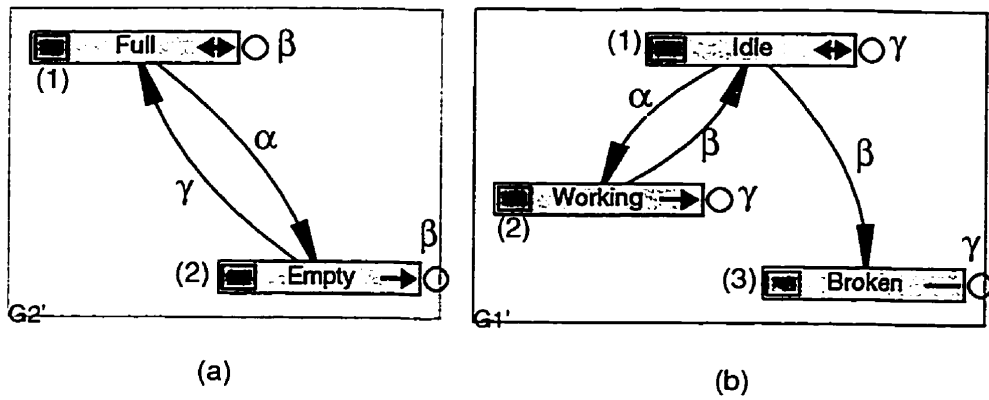 Full β
(1)
α
γ
β
(2) Empty
G2'
(a)
(1) Idle γ
α
β
β
Working γ
(2)
γ
(3) Broken
G1'
(b)